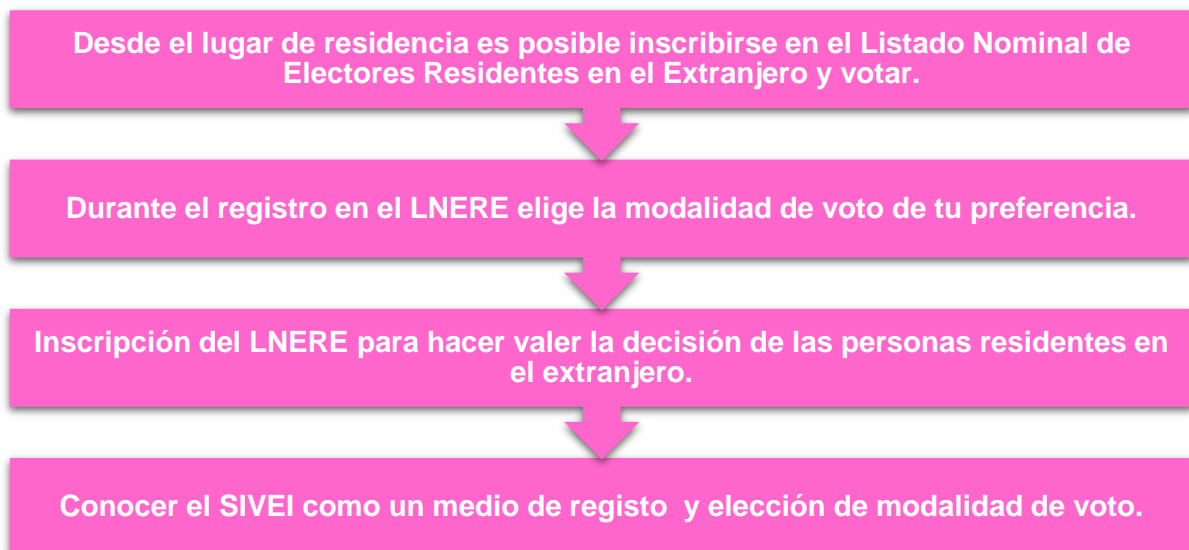 Desde el lugar de residencia es posible inscribirse en el Listado Nominal de
Electores Residentes en el Extranjero y votar.
Durante el registro en el LNERE elige la modalidad de voto de tu preferencia.
Inscripción del LNERE para hacer valer la decisión de las personas residentes en
el extranjero.
Conocer el SIVEI como un medio de registo  y elección de modalidad de voto.